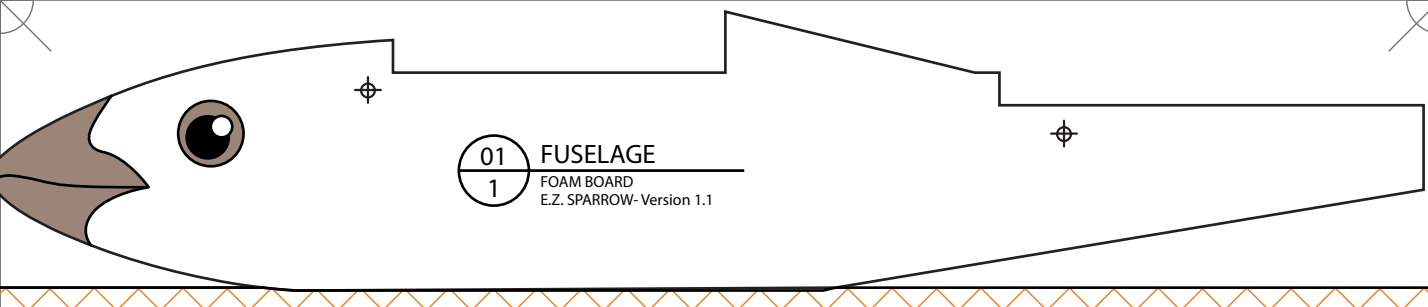 01
FUSELAGE
1
FOAM BOARD
E.Z. SPARROW- Version 1.1